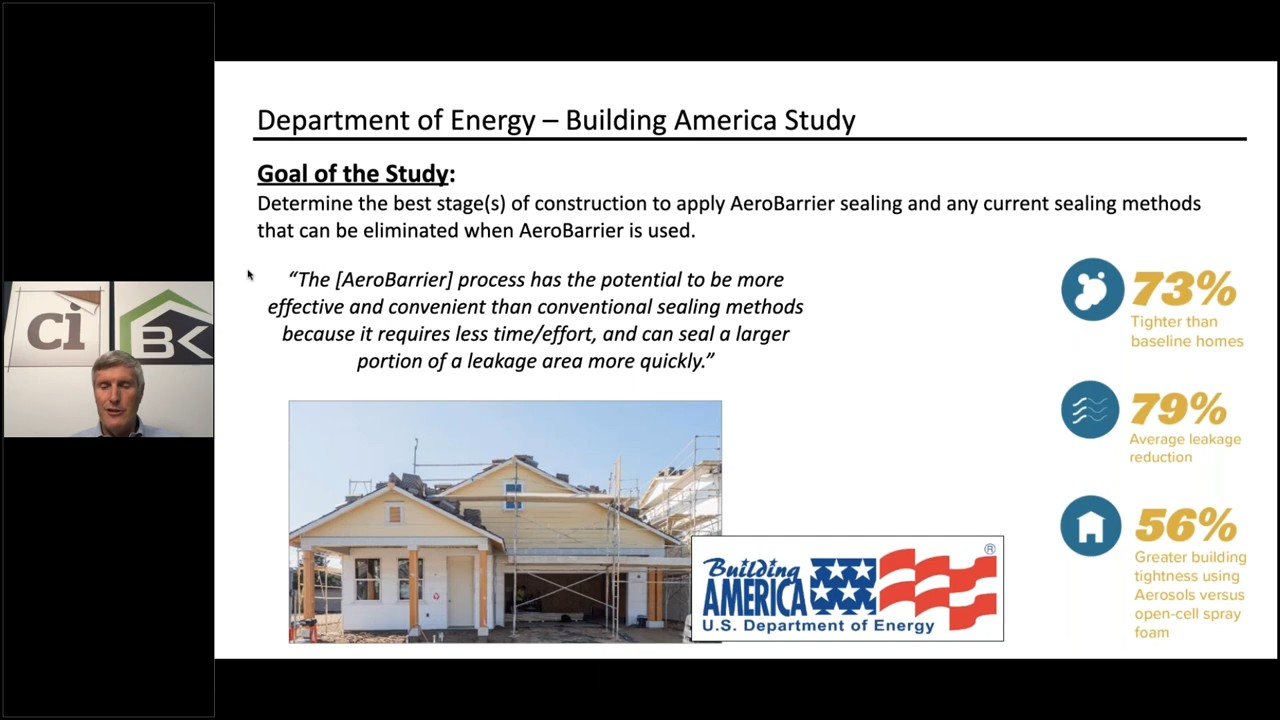 Department of Energy – Building America Study
Goal of the Study:
Determine the best stage(s) of construction to apply AeroBarrier sealing and any current sealing methods
that can be eliminated when AeroBarrier is used.
“The [AeroBarrier] process has the potential to be more
effective and convenient than conventional sealing methods
because it requires less time/effort, and can seal a larger
portion of a leakage area more quickly.”
73%
Tighter than
baseline homes
79%
Average leakage
reduction
56%
Greater building
tightness using
Aerosols versus
open-cell spray
foam
Building
AMERICA
®
U.S. Department of Energy
ci
BK